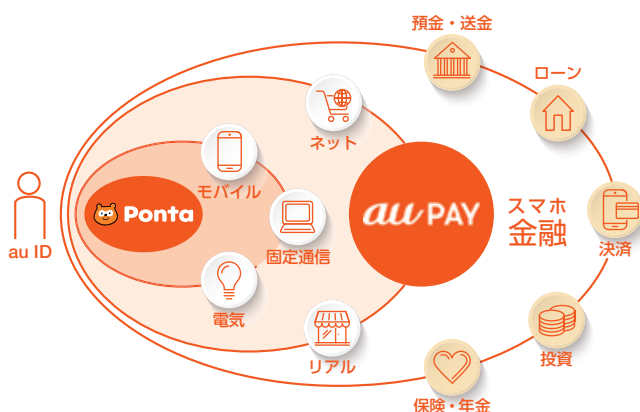 預金・送金
ローン
ネット
モバイル
Ponta
au PAY
スマホ
金融
au ID
固定通信
決済
電気
リアル
投資
保険・年金